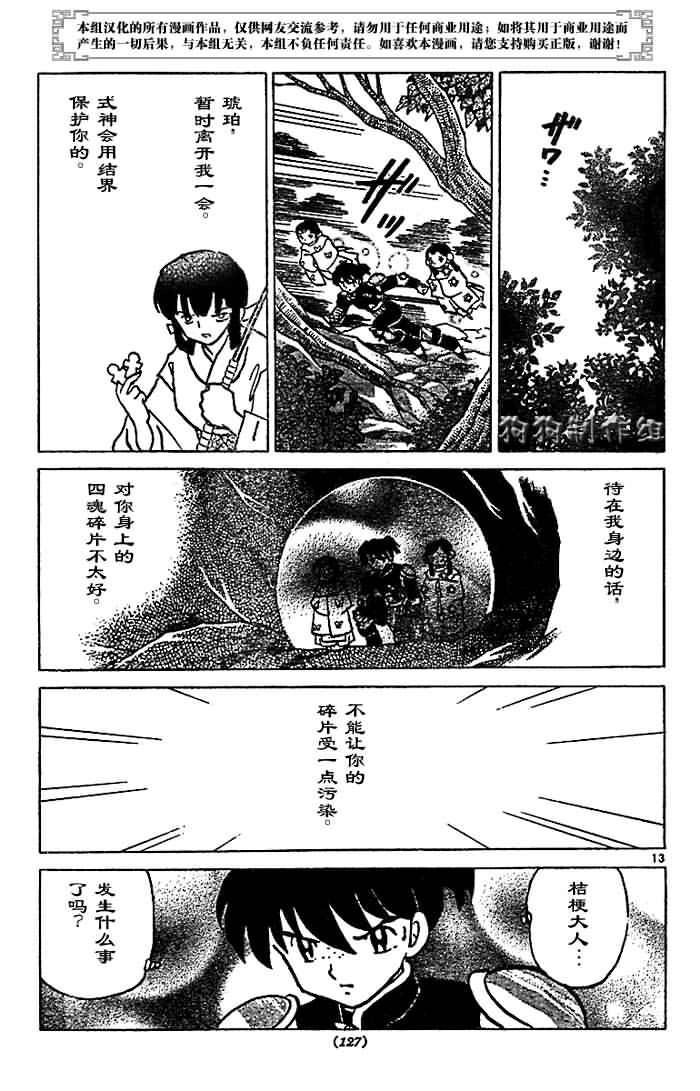 本组汉化的所有漫画作品，仅供网友交流参考，请勿用于任何商业用途；如将其用于商业用途而
产生的一切后果，与本组无关，本组不负任何责任。如喜欢本漫画，请您支持购买正版，谢谢！
ザワ…
狗狗制作组
琥珀，
暂时离开我一会。
式神会用结界
保护你的。
待在我身边的话，
对你身上的
四魂碎片不太好。
不能让你的
碎片受一点污染。
13
桔梗大人…
发生什么事
了吗？
(127)